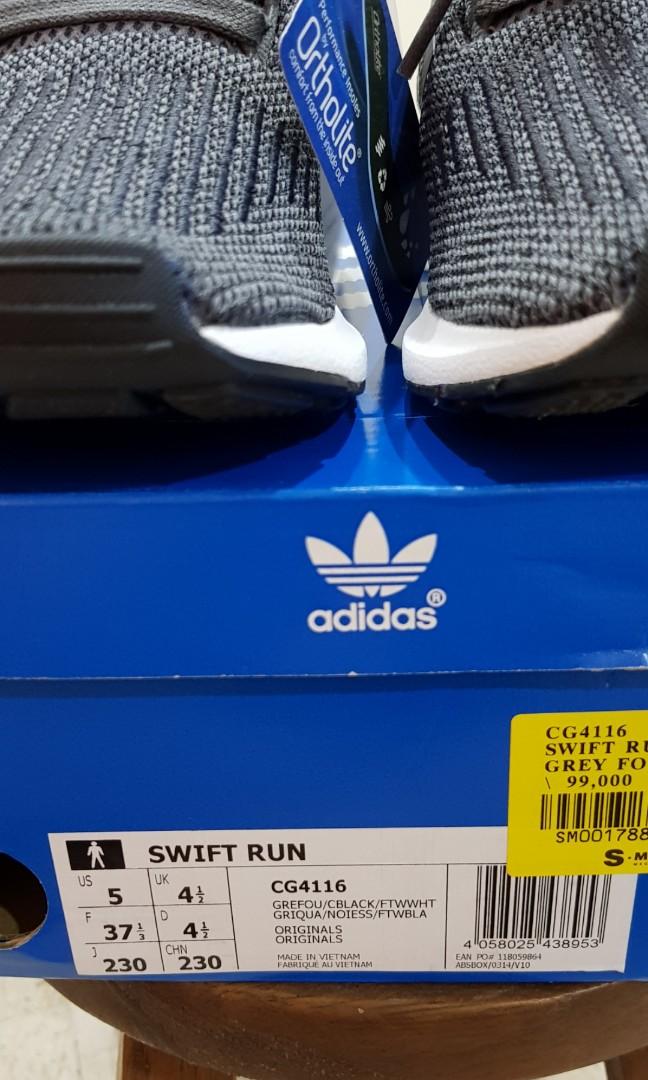 Performance Insoles
by
OrthoLite®
comfort from the inside out
www.ortholite.com
adidas®
CG4116
SWIFT RU
GREY FO
\ 99,000
SM001788
S·M
SWIFT RUN
US 5 UK 4½
F 37⅓ D 4½
J 230 CHN 230
CG4116
GREFOU/CBLACK/FTWWHT
GRIQUA/NOIESS/FTWBLA
ORIGINALS
ORIGINALS
MADE IN VIETNAM
FABRIQUÉ AU VIETNAM
4 058025 438953
EAN PO# 118059864
ABSBOX/0314/V10